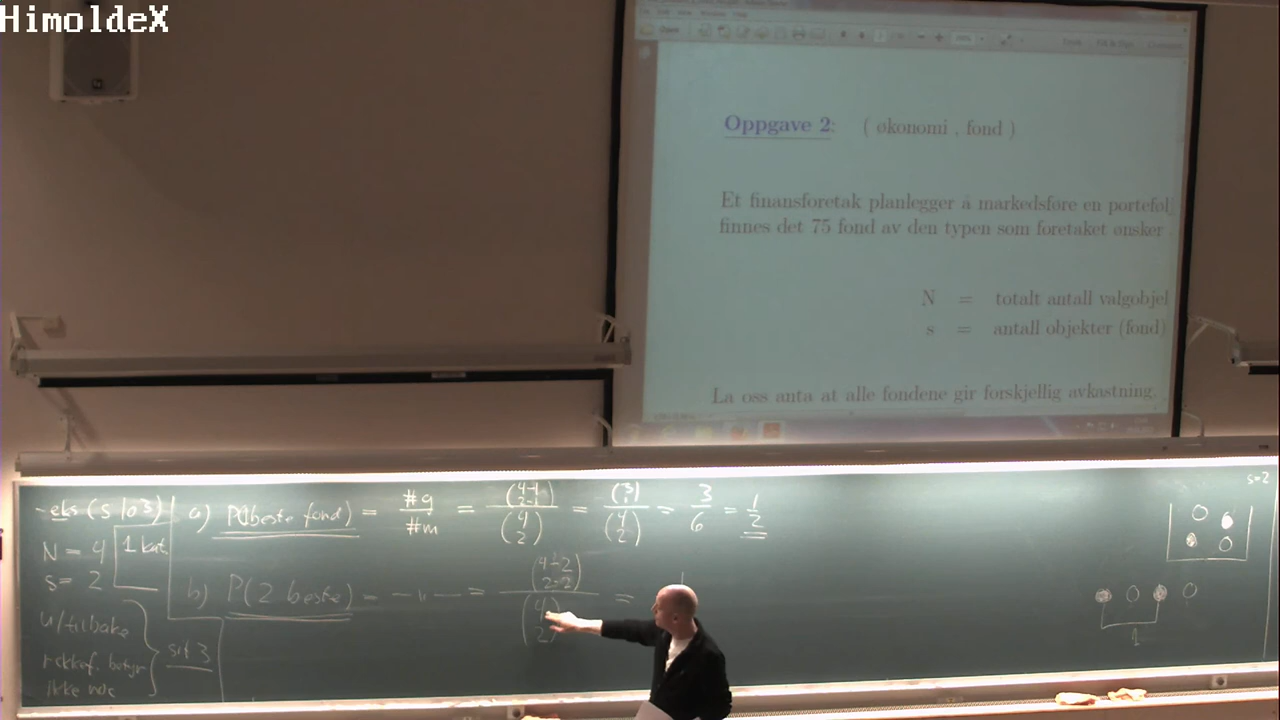 HimoldeX
Oppgave 2: ( økonomi , fond )
Et finansforetak planlegger å markedsføre en porteføl
finnes det 75 fond av den typen som foretaket ønsker
N = totalt antall valgobjel
s = antall objekter (fond)
La oss anta at alle fondene gir forskjellig avkastning.
s=2
- eks (s 103)
N = 4
s = 2
1 kat.
u/tilbake
rekkef. betyr
ikke noe
sit 3
a) P(1 beste fond) = #g/#m = (4-1 2-1)/(4 2) = (3 1)/(4 2) = 3/6 = 1/2
b) P(2 beste) = -"- = (4-2 2-2)/(4 2) = 1
1